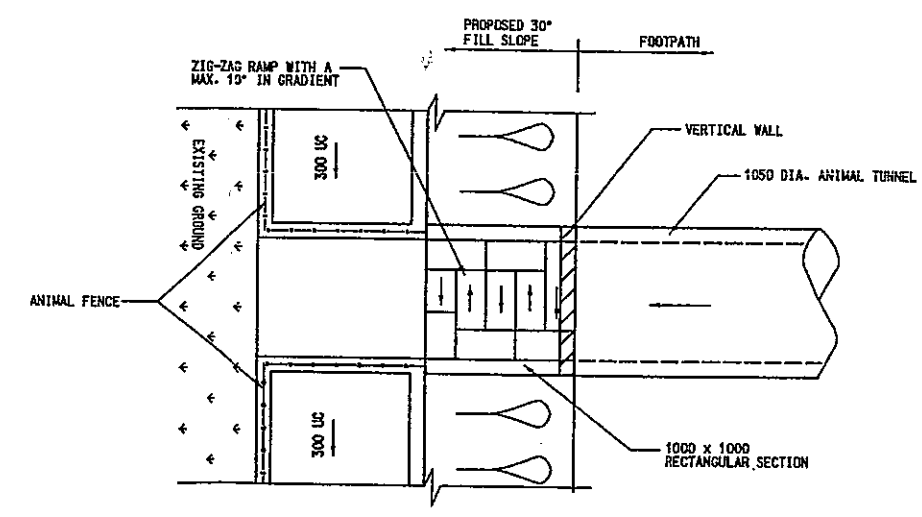 PROPOSED 30°
FILL SLOPE
FOOTPATH
ZIG-ZAG RAMP WITH A
MAX. 10° IN GRADIENT
VERTICAL WALL
1050 DIA. ANIMAL TUNNEL
EXISTING GROUND
300 UC
ANIMAL FENCE
300 UC
1000 x 1000
RECTANGULAR SECTION